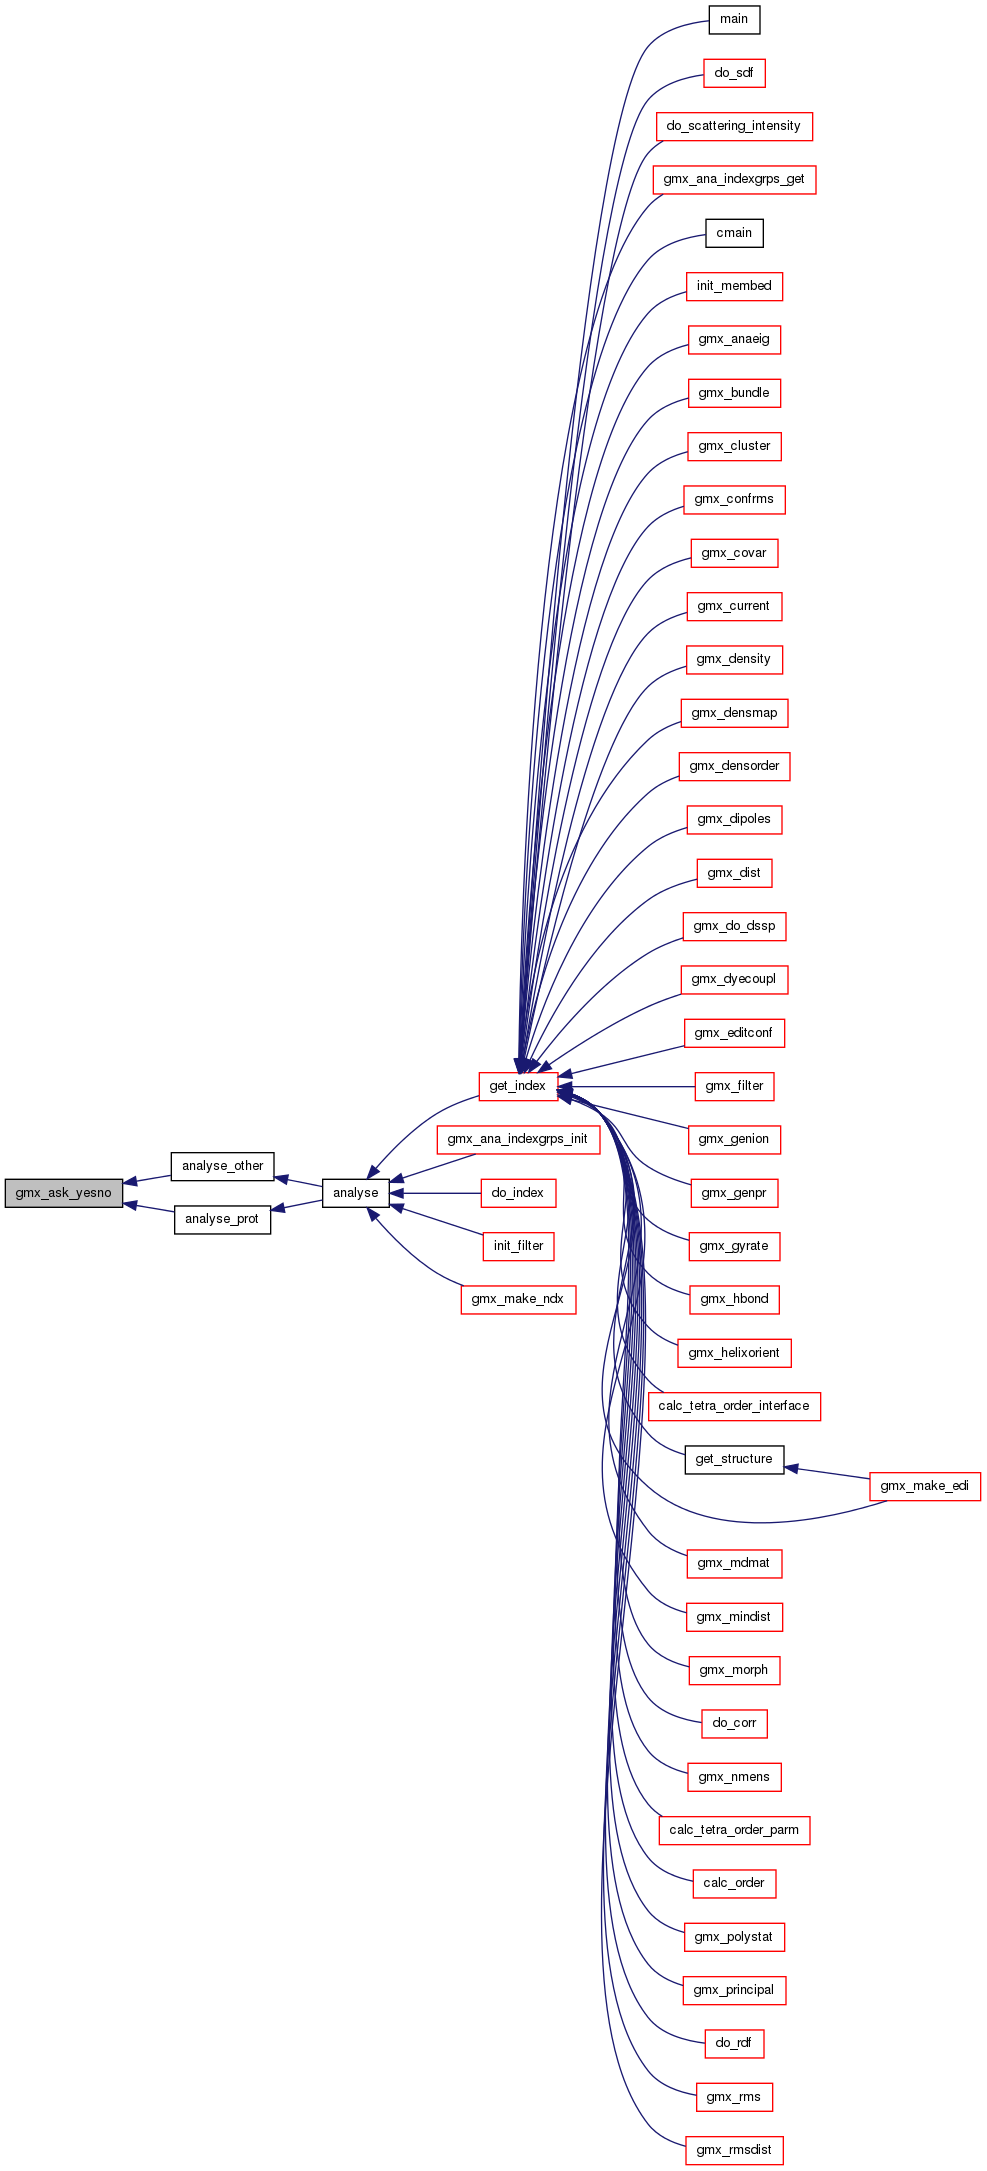 main
do_sdf
do_scattering_intensity
gmx_ana_indexgrps_get
cmain
init_membed
gmx_anaeig
gmx_bundle
gmx_cluster
gmx_confrms
gmx_covar
gmx_current
gmx_density
gmx_densmap
gmx_densorder
gmx_dipoles
gmx_dist
gmx_do_dssp
gmx_dyecoupl
gmx_editconf
get_index
gmx_filter
gmx_genion
gmx_ana_indexgrps_init
analyse_other
gmx_ask_yesno
analyse
do_index
gmx_genpr
analyse_prot
init_filter
gmx_gyrate
gmx_make_ndx
gmx_hbond
gmx_helixorient
calc_tetra_order_interface
get_structure
gmx_make_edi
gmx_mdmat
gmx_mindist
gmx_morph
do_corr
gmx_nmens
calc_tetra_order_parm
calc_order
gmx_polystat
gmx_principal
do_rdf
gmx_rms
gmx_rmsdist